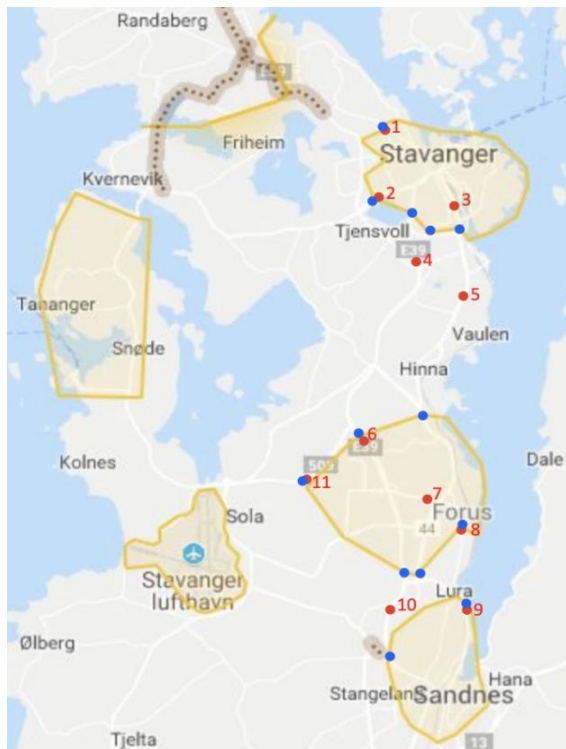 Randaberg
E39
1
Friheim
Stavanger
Kvernevik
2
3
Tjensvoll
E39
4
5
Tananger
Vaulen
Snøde
Hinna
6
E39
Kolnes
509
11
Dale
7
Sola
Forus
44
8
Stavanger
lufthavn
Lura
10
9
Ølberg
Hana
Stangeland
Sandnes
Tjelta
13